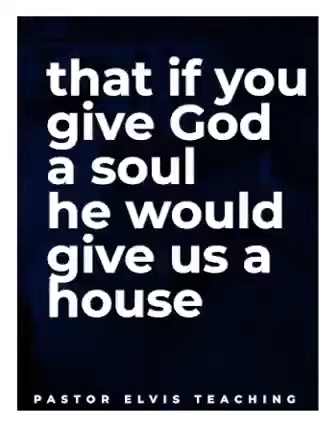 that if you
give God
a soul
he would
give us a
house
PASTOR ELVIS TEACHING